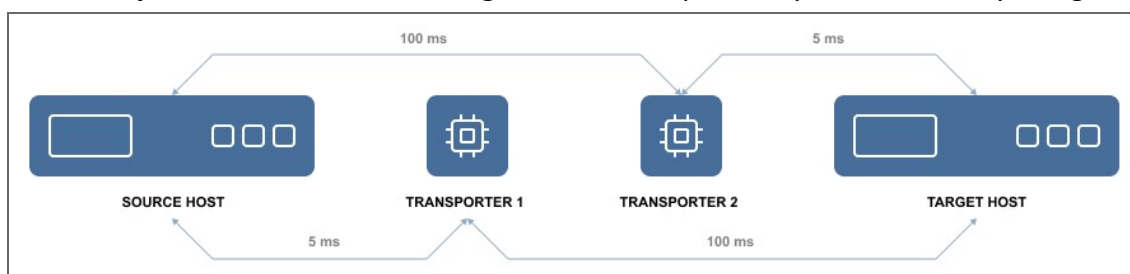 100 ms
5 ms
SOURCE HOST
TRANSPORTER 1
TRANSPORTER 2
TARGET HOST
5 ms
100 ms